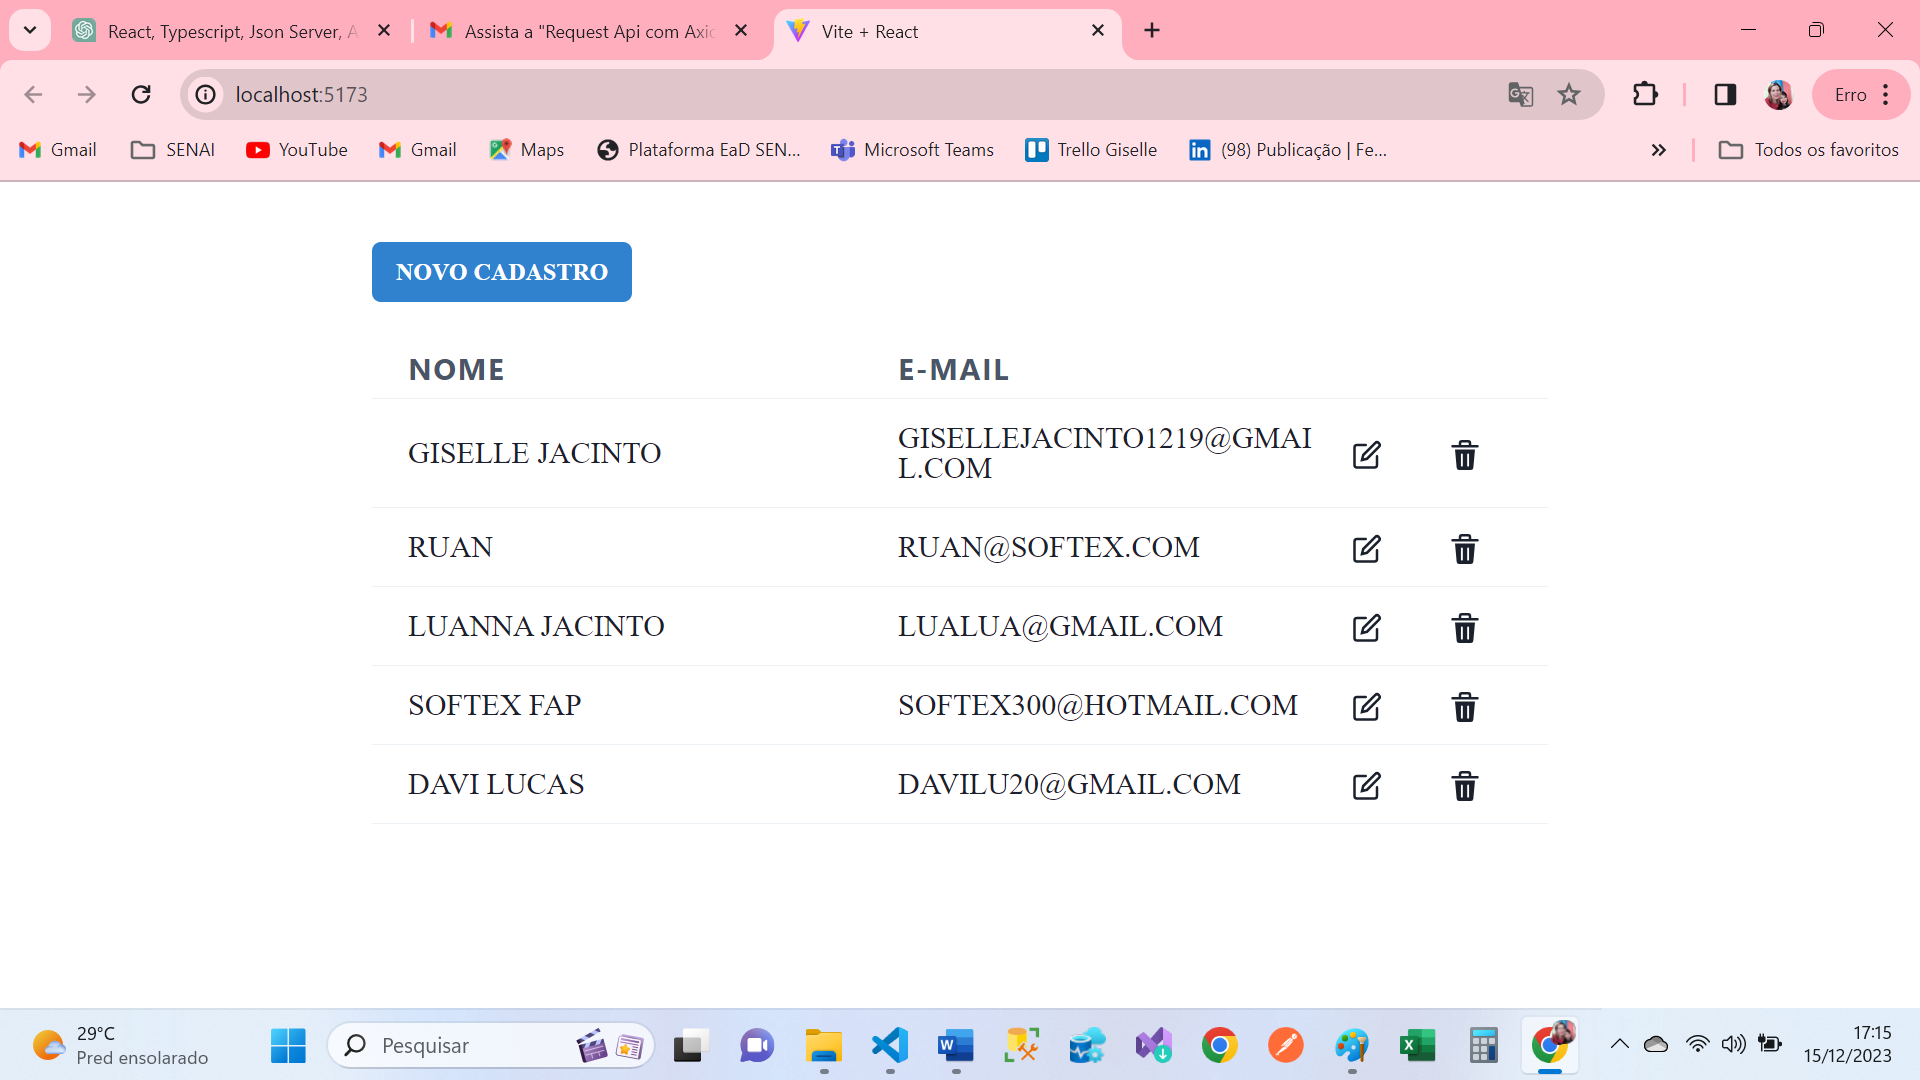 React, Typescript, Json Server, A
Assista a "Request Api com Axio
Vite + React
localhost:5173
Erro
Gmail
SENAI
YouTube
Gmail
Maps
Plataforma EaD SEN...
Microsoft Teams
Trello Giselle
(98) Publicação | Fe...
Todos os favoritos
NOVO CADASTRO
NOME E-MAIL
GISELLE JACINTO GISELLEJACINTO1219@GMAI
L.COM
RUAN RUAN@SOFTEX.COM
LUANNA JACINTO LUALUA@GMAIL.COM
SOFTEX FAP SOFTEX300@HOTMAIL.COM
DAVI LUCAS DAVILU20@GMAIL.COM
29°C
Pred ensolarado
Pesquisar
17:15
15/12/2023